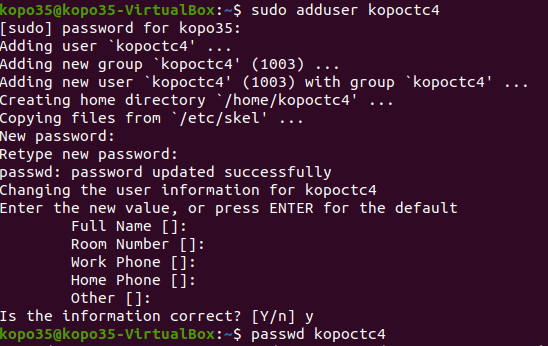 kopo35@kopo35-VirtualBox:~$ sudo adduser kopoctc4
[sudo] password for kopo35:
Adding user `kopoctc4' ...
Adding new group `kopoctc4' (1003) ...
Adding new user `kopoctc4' (1003) with group `kopoctc4' ...
Creating home directory `/home/kopoctc4' ...
Copying files from `/etc/skel' ...
New password:
Retype new password:
passwd: password updated successfully
Changing the user information for kopoctc4
Enter the new value, or press ENTER for the default
Full Name []:
Room Number []:
Work Phone []:
Home Phone []:
Other []:
Is the information correct? [Y/n] y
kopo35@kopo35-VirtualBox:~$ passwd kopoctc4